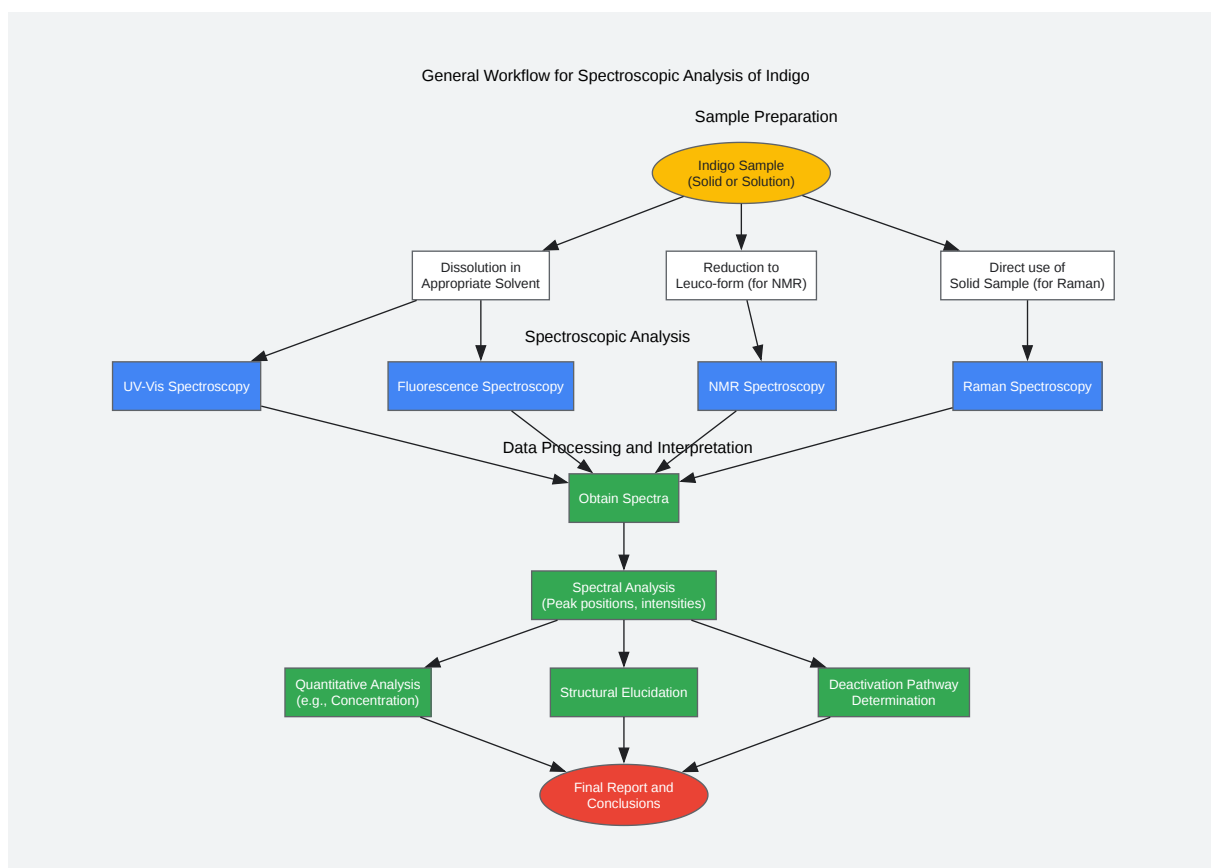 General Workflow for Spectroscopic Analysis of Indigo
Sample Preparation
Indigo Sample
(Solid or Solution)
Dissolution in
Appropriate Solvent
Reduction to
Leuco-form (for NMR)
Direct use of
Solid Sample (for Raman)
Spectroscopic Analysis
UV-Vis Spectroscopy
Fluorescence Spectroscopy
NMR Spectroscopy
Raman Spectroscopy
Data Processing and Interpretation
Obtain Spectra
Spectral Analysis
(Peak positions, intensities)
Quantitative Analysis
(e.g., Concentration)
Structural Elucidation
Deactivation Pathway
Determination
Final Report and
Conclusions